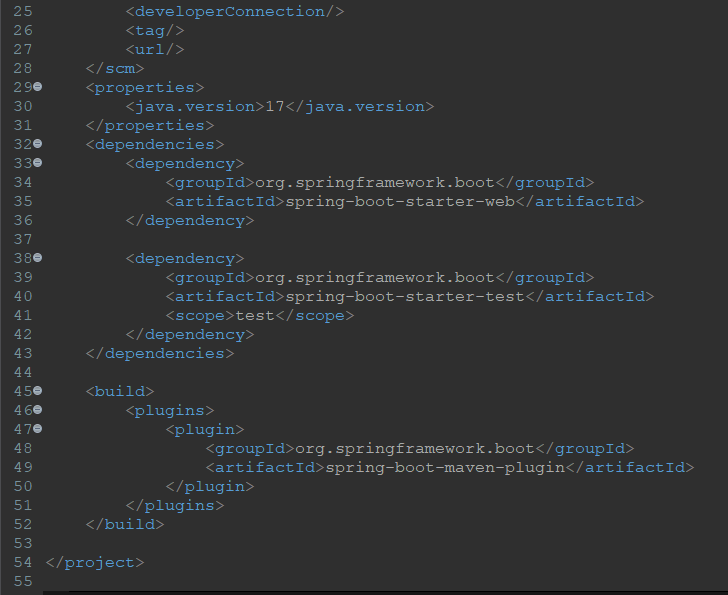 25         <developerConnection/>
26         <tag/>
27         <url/>
28     </scm>
29     <properties>
30         <java.version>17</java.version>
31     </properties>
32     <dependencies>
33         <dependency>
34             <groupId>org.springframework.boot</groupId>
35             <artifactId>spring-boot-starter-web</artifactId>
36         </dependency>
37
38         <dependency>
39             <groupId>org.springframework.boot</groupId>
40             <artifactId>spring-boot-starter-test</artifactId>
41             <scope>test</scope>
42         </dependency>
43     </dependencies>
44
45     <build>
46         <plugins>
47             <plugin>
48                 <groupId>org.springframework.boot</groupId>
49                 <artifactId>spring-boot-maven-plugin</artifactId>
50             </plugin>
51         </plugins>
52     </build>
53
54 </project>
55